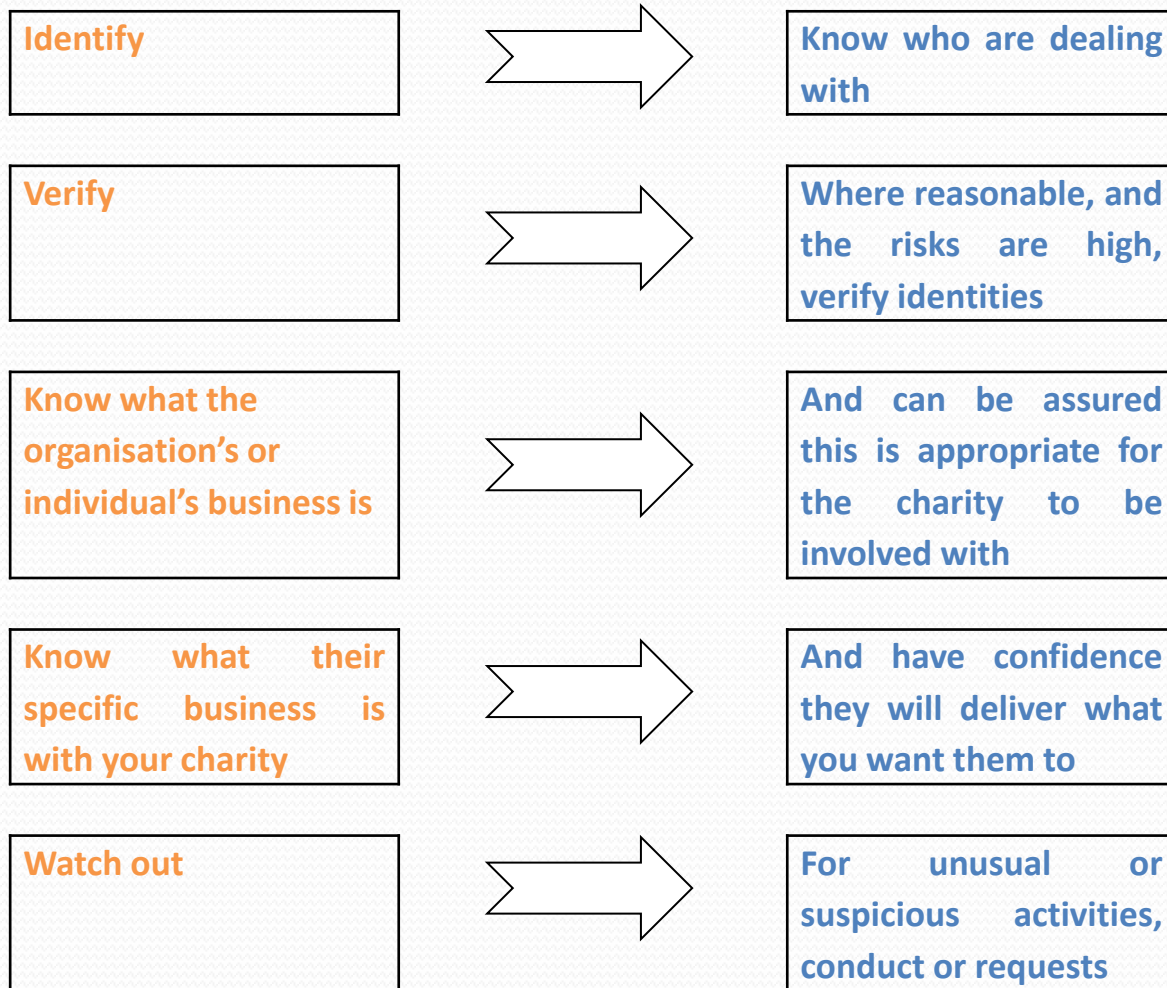 Identify
Know who are dealing
with
Verify
Where reasonable, and
the risks are high,
verify identities
Know what the
organisation's or
individual's business is
And can be assured
this is appropriate for
the charity to be
involved with
Know what their
specific business is
with your charity
And have confidence
they will deliver what
you want them to
Watch out
For unusual or
suspicious activities,
conduct or requests